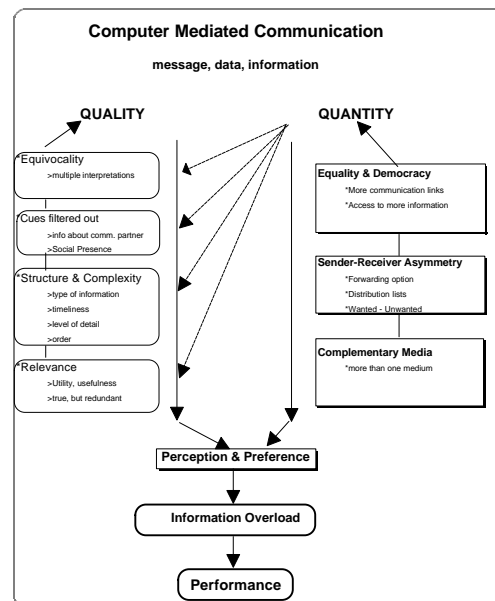 Computer Mediated Communication
message, data, information
QUALITY
*Equivocality
>multiple interpretations
*Cues filtered out
>info about comm. partner
>Social Presence
*Structure & Complexity
>type of information
>timeliness
>level of detail
>order
*Relevance
>Utility, usefulness
>true, but redundant
QUANTITY
Equality & Democracy
*More communication links
*Access to more information
Sender-Receiver Asymmetry
*Forwarding option
*Distribution lists
*Wanted - Unwanted
Complementary Media
*more than one medium
Perception & Preference
Information Overload
Performance